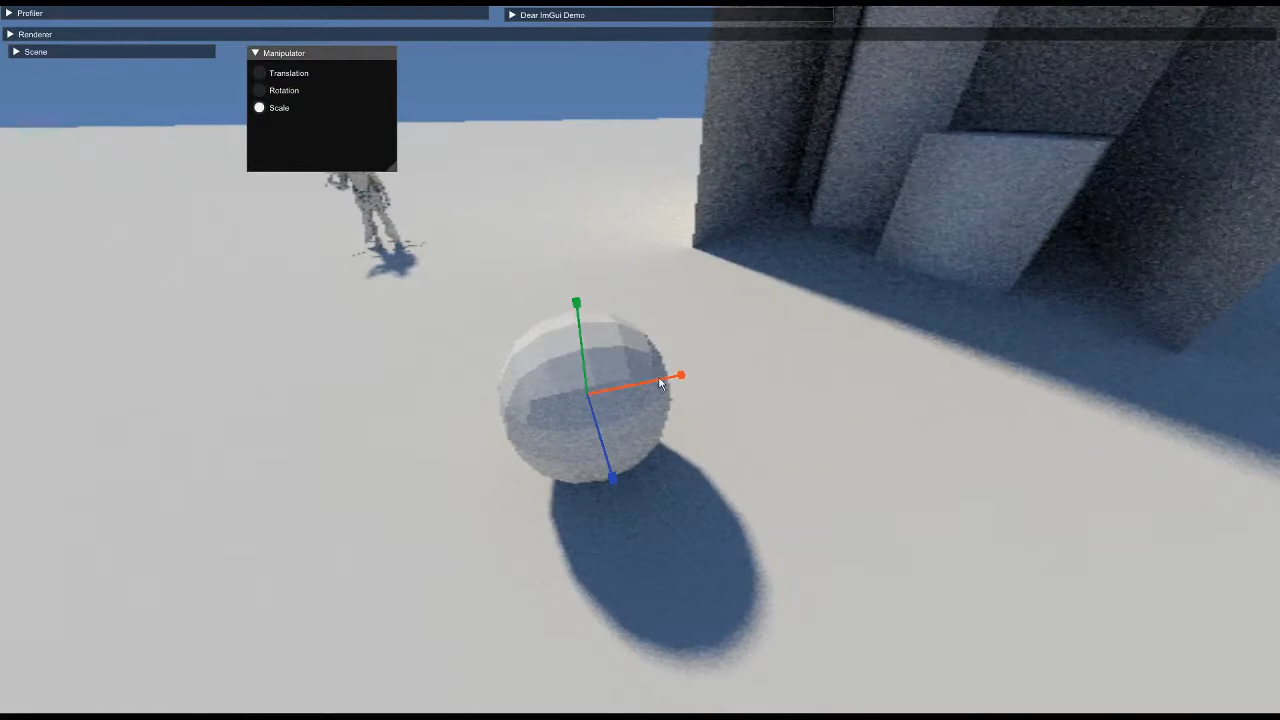 Profiler
Dear ImGui Demo
Renderer
Scene
Manipulator
Translation
Rotation
Scale